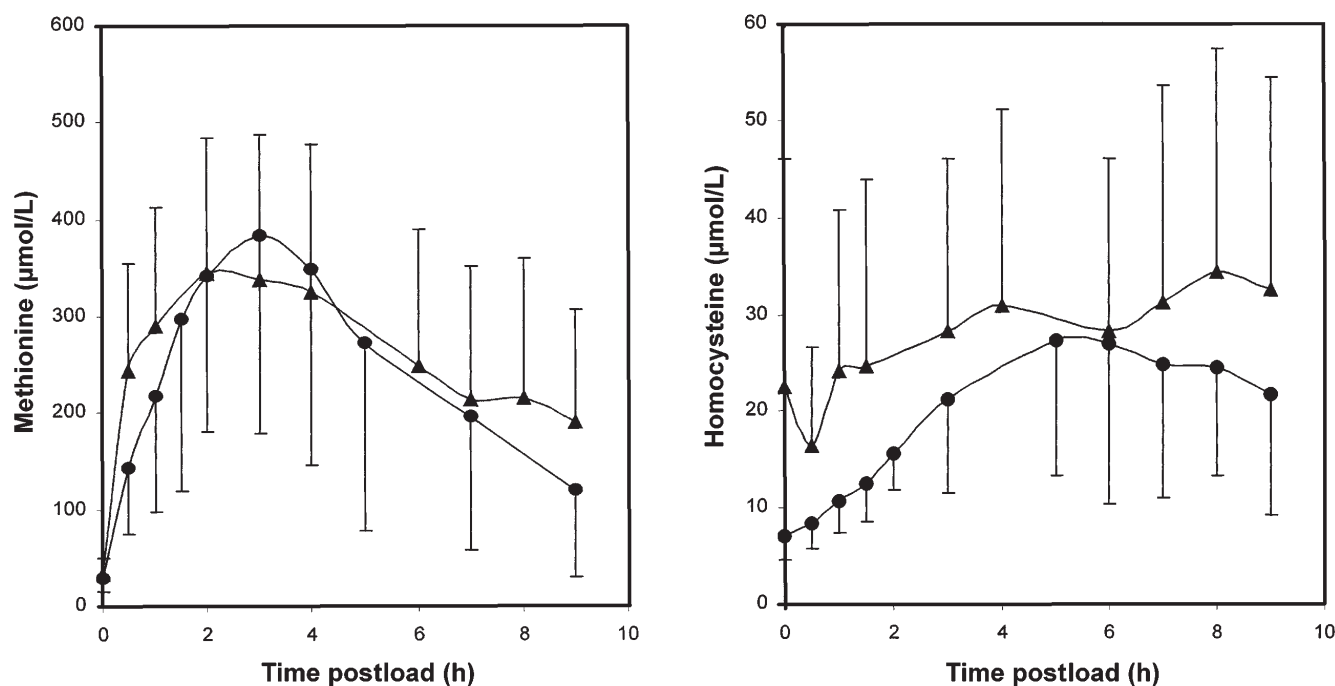 600
500
400
300
200
100
0
0 2 4 6 8 10
Methionine (µmol/L)
Time postload (h)
60
50
40
30
20
10
0
0 2 4 6 8 10
Homocysteine (µmol/L)
Time postload (h)